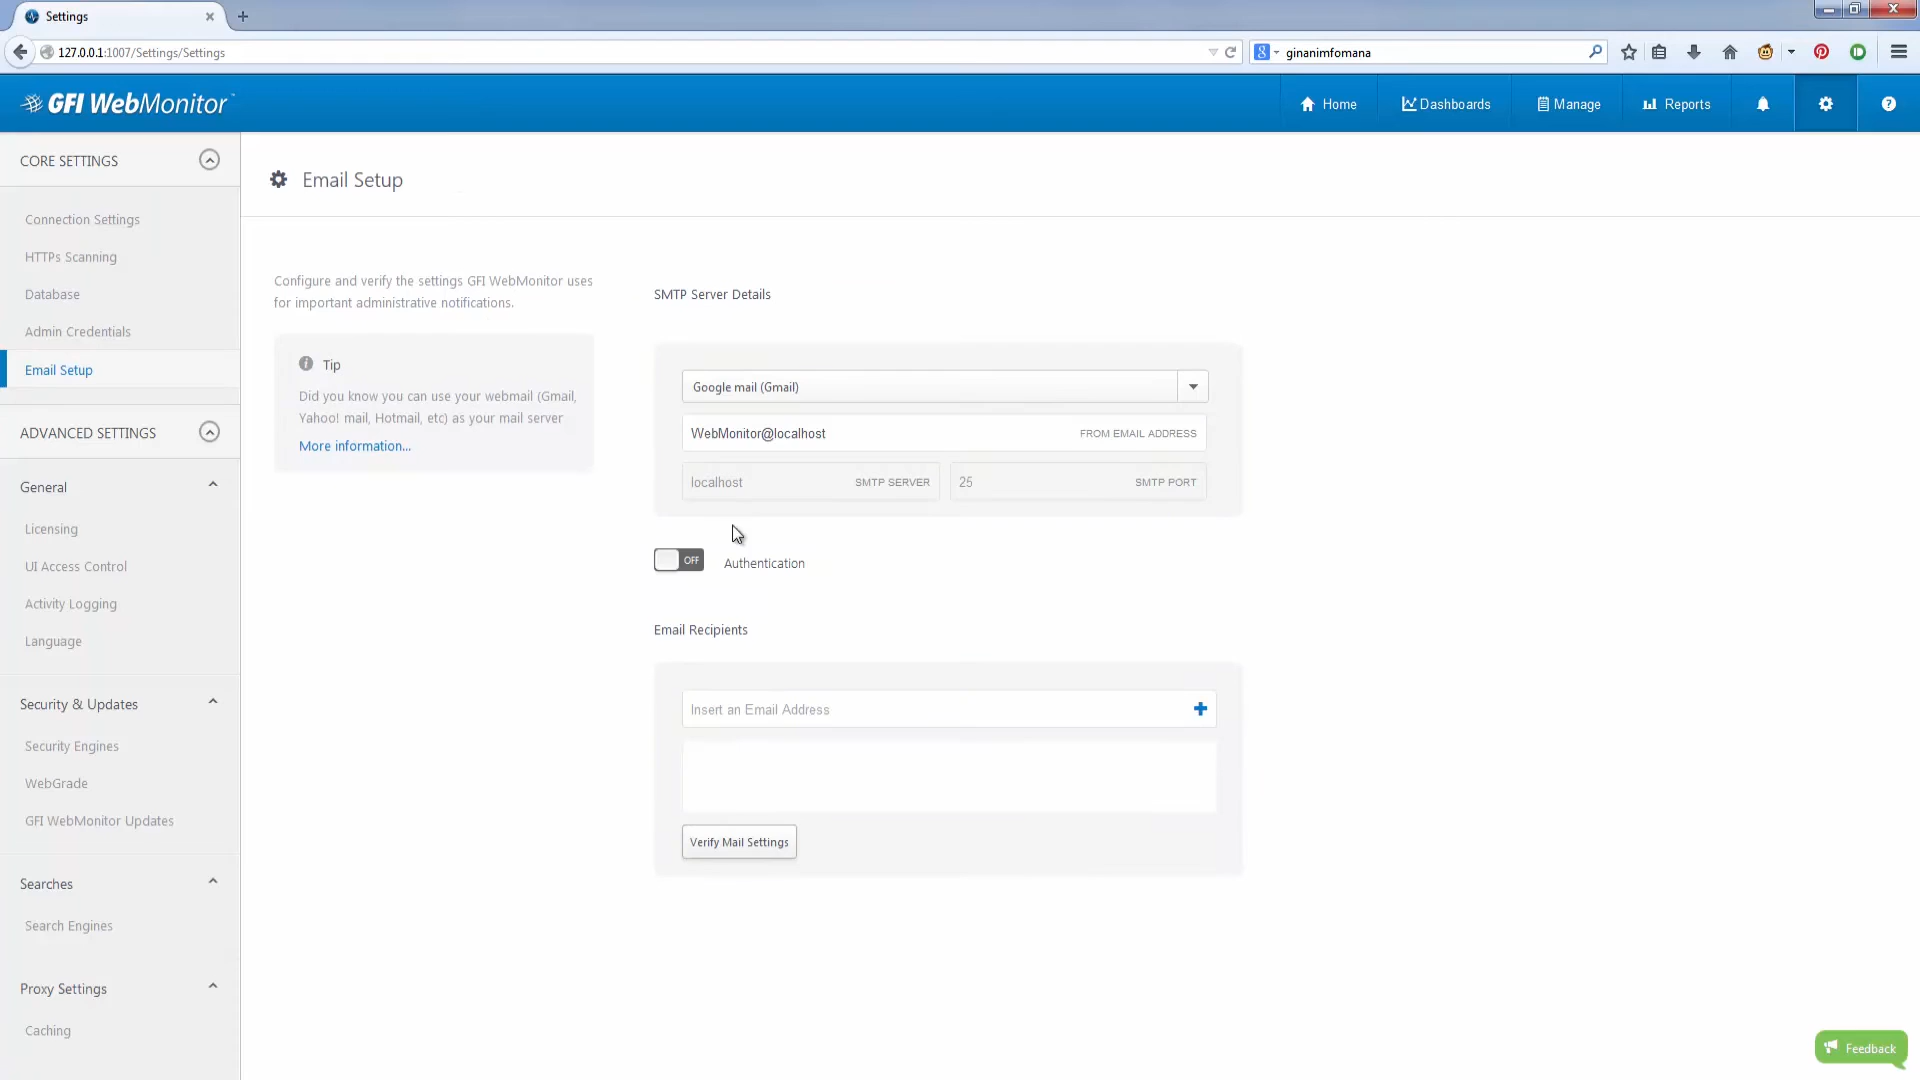 Settings
127.0.0.1:1007/Settings/Settings
8
ginanimfomana
GFI WebMonitor™
Home
Dashboards
Manage
Reports
?
CORE SETTINGS
Connection Settings
HTTPs Scanning
Database
Admin Credentials
Email Setup
ADVANCED SETTINGS
General
Licensing
UI Access Control
Activity Logging
Language
Security & Updates
Security Engines
WebGrade
GFI WebMonitor Updates
Searches
Search Engines
Proxy Settings
Caching
Email Setup
Configure and verify the settings GFI WebMonitor uses
for important administrative notifications.
Tip
Did you know you can use your webmail (Gmail,
Yahoo! mail, Hotmail, etc) as your mail server
More information...
SMTP Server Details
Google mail (Gmail)
WebMonitor@localhost FROM EMAIL ADDRESS
localhost SMTP SERVER 25 SMTP PORT
OFF Authentication
Email Recipients
Insert an Email Address
Verify Mail Settings
Feedback